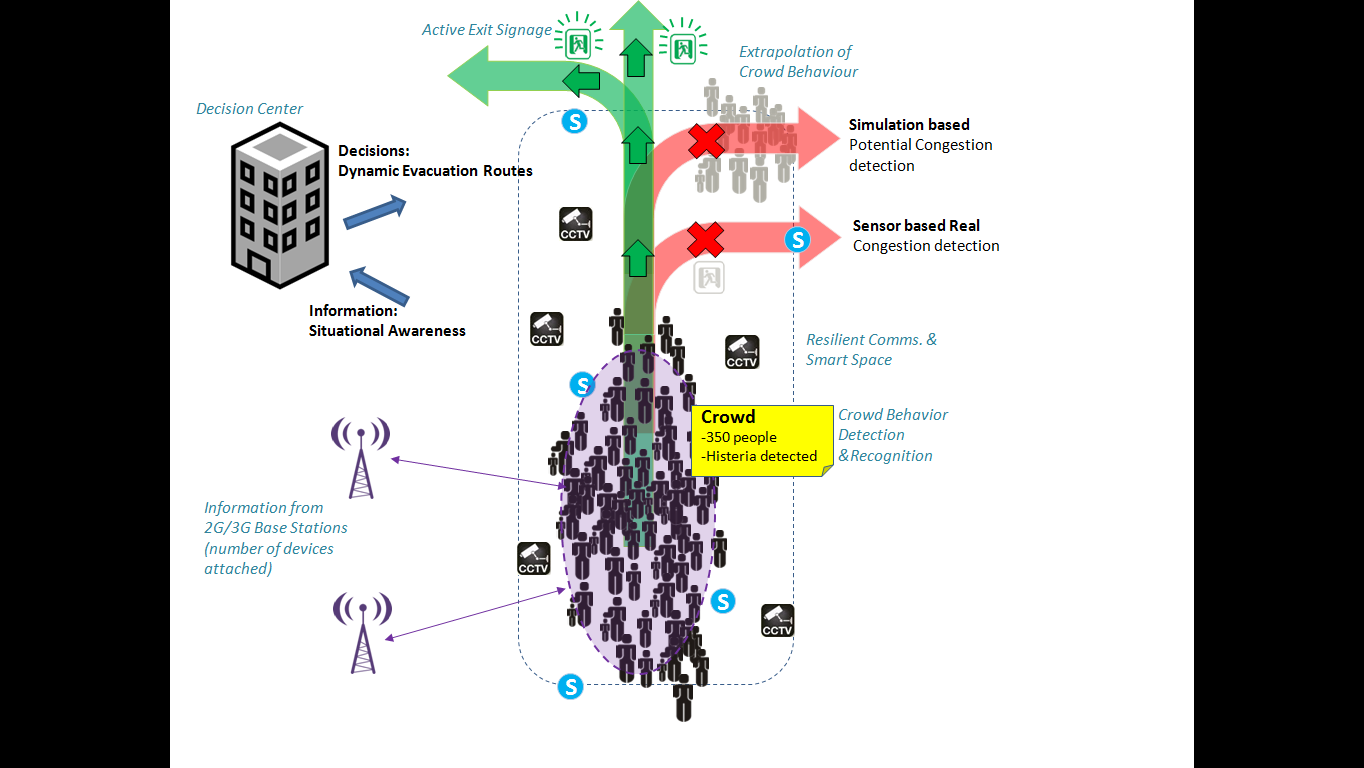 Active Exit Signage
Extrapolation of
Crowd Behaviour
Decision Center
S
Simulation based
Potential Congestion
detection
Decisions:
Dynamic Evacuation Routes
CCTV
Sensor based Real
Congestion detection
S
Information:
Situational Awareness
CCTV
CCTV
Resilient Comms. &
Smart Space
S
Crowd
-350 people
-Histeria detected
Crowd Behavior
Detection
&Recognition
Information from
2G/3G Base Stations
(number of devices
attached)
CCTV
S
CCTV
S